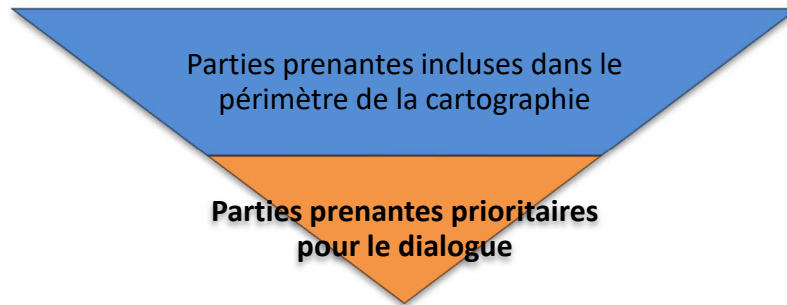 Parties prenantes incluses dans le
périmètre de la cartographie
Parties prenantes prioritaires
pour le dialogue